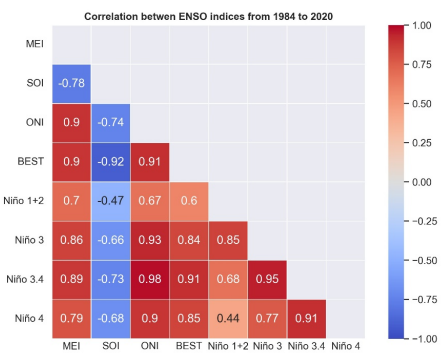 Correlation betwen ENSO indices from 1984 to 2020
MEI
SOI -0.78
ONI 0.9 -0.74
BEST 0.9 -0.92 0.91
Niño 1+2 0.7 -0.47 0.67 0.6
Niño 3 0.86 -0.66 0.93 0.84 0.85
Niño 3.4 0.89 -0.73 0.98 0.91 0.68 0.95
Niño 4 0.79 -0.68 0.9 0.85 0.44 0.77 0.91
MEI SOI ONI BEST Niño 1+2 Niño 3 Niño 3.4 Niño 4
1.00
0.75
0.50
0.25
0.00
−0.25
−0.50
−0.75
−1.00